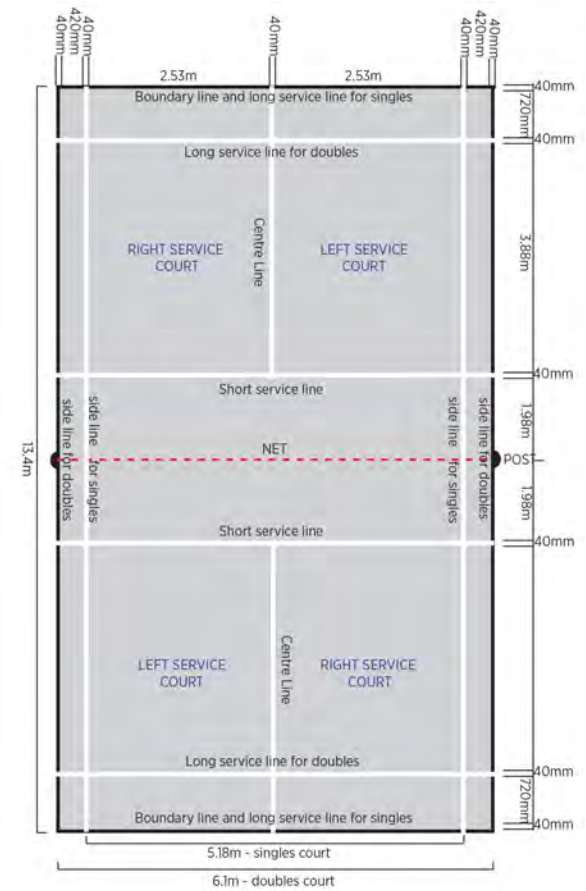 40mm
420mm
40mm
40mm
40mm
420mm
40mm
2.53m
2.53m
40mm
Boundary line and long service line for singles
720mm
40mm
Long service line for doubles
Centre Line
RIGHT SERVICE
COURT
LEFT SERVICE
COURT
3.88m
40mm
Short service line
side line for doubles
side line for singles
side line for singles
side line for doubles
1.98m
13.4m
NET
POST
1.98m
Short service line
40mm
LEFT SERVICE
COURT
Centre Line
RIGHT SERVICE
COURT
Long service line for doubles
40mm
720mm
Boundary line and long service line for singles
40mm
5.18m - singles court
6.1m - doubles court